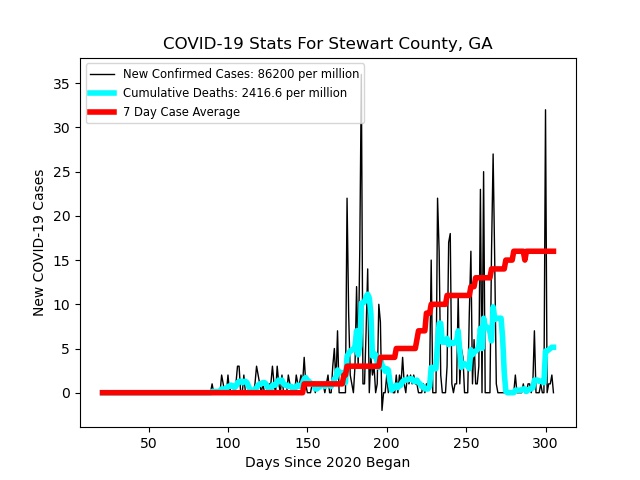 COVID-19 Stats For Stewart County, GA
New Confirmed Cases: 86200 per million
Cumulative Deaths: 2416.6 per million
7 Day Case Average
New COVID-19 Cases
35
30
25
20
15
10
5
0
50 100 150 200 250 300
Days Since 2020 Began